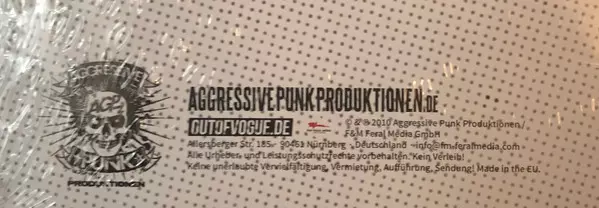 AGGRESSIVE
AGP
PUNK
PRODUKTIONEN
AGGRESSIVEPUNKPRODUKTIONEN.DE
OUTOFVOGUE.DE
℗ & © 2010 Aggressive Punk Produktionen /
F&M Feral Media GmbH
Allersberger Str. 185 - 90461 Nürnberg - Deutschland - info@fm-feralmedia.com
Alle Urheber- und Leistungsschutzrechte vorbehalten. Kein Verleih!
Keine unerlaubte Vervielfältigung, Vermietung, Aufführung, Sendung! Made in the EU.